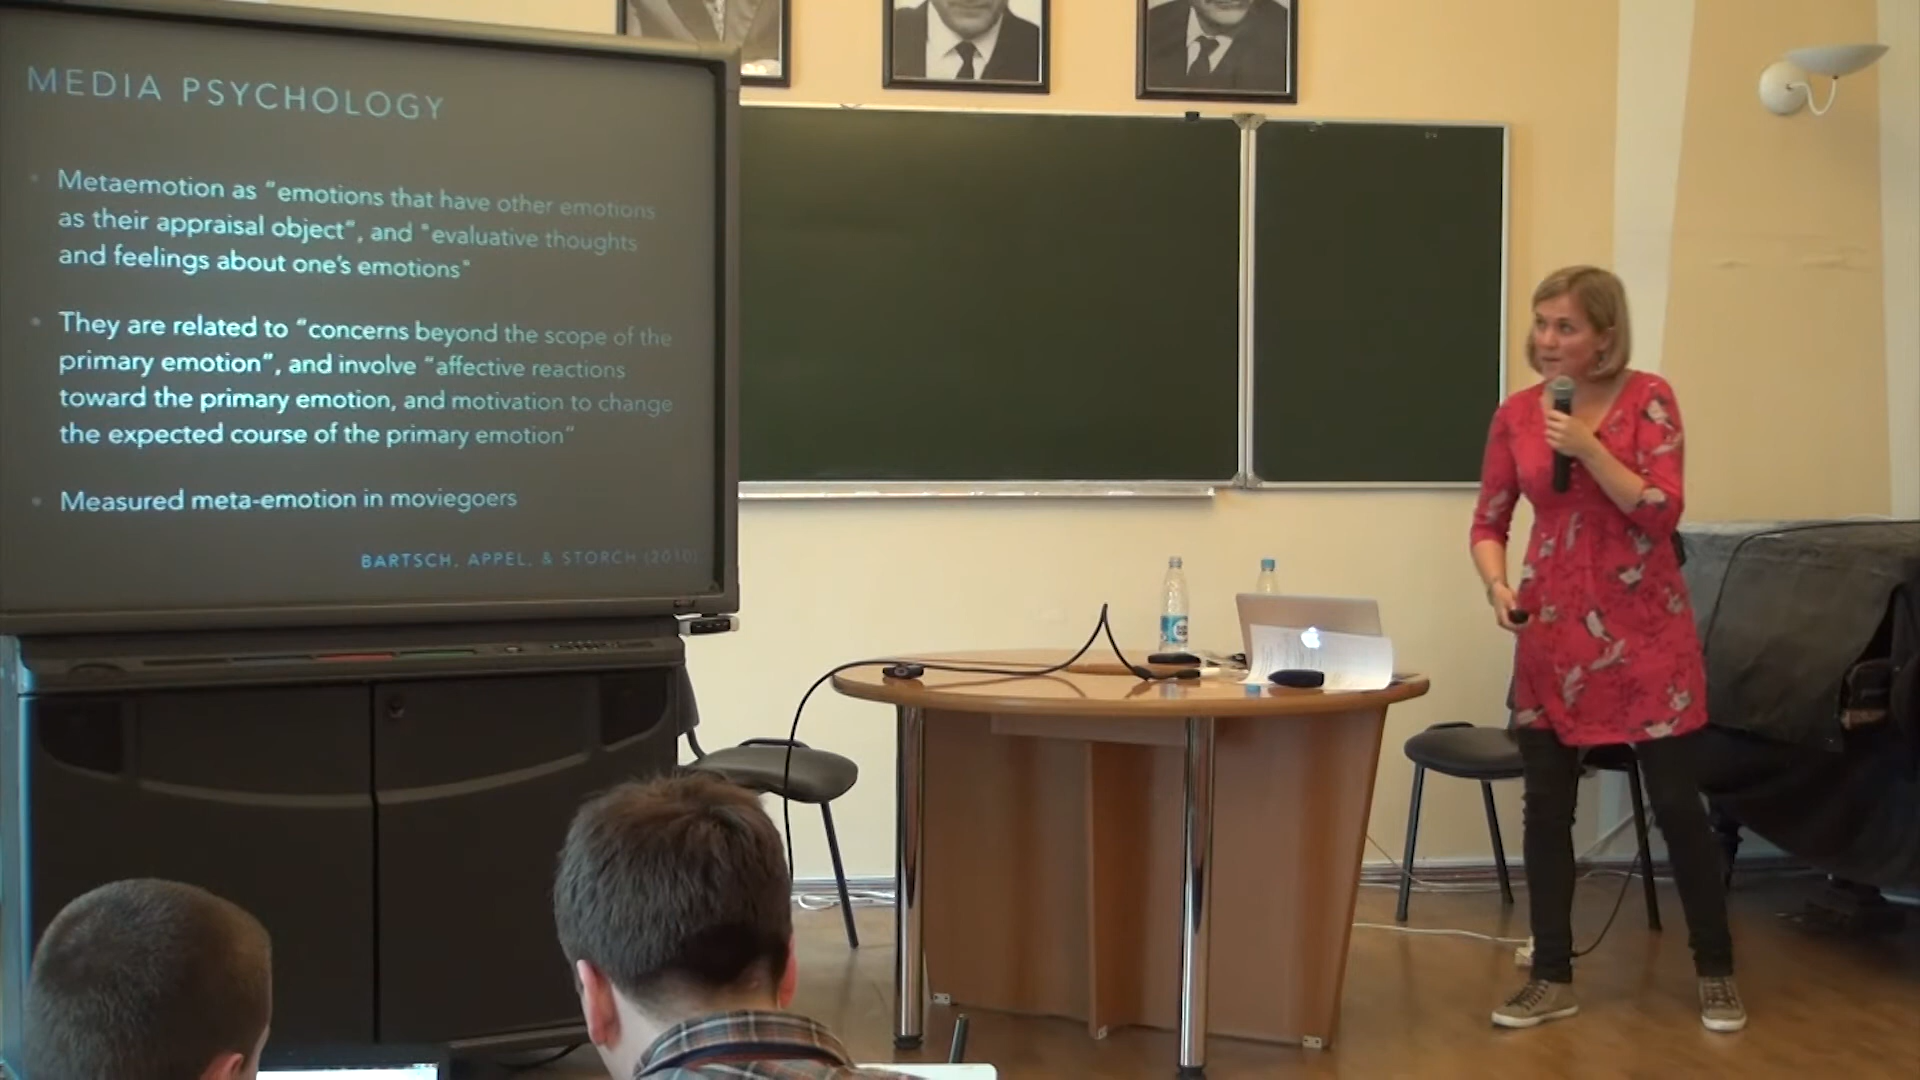 MEDIA PSYCHOLOGY
• Metaemotion as “emotions that have other emotions
as their appraisal object”, and “evaluative thoughts
and feelings about one’s emotions”
• They are related to “concerns beyond the scope of the
primary emotion”, and involve “affective reactions
toward the primary emotion, and motivation to change
the expected course of the primary emotion”
• Measured meta-emotion in moviegoers
BARTSCH, APPEL, & STORCH (2010)